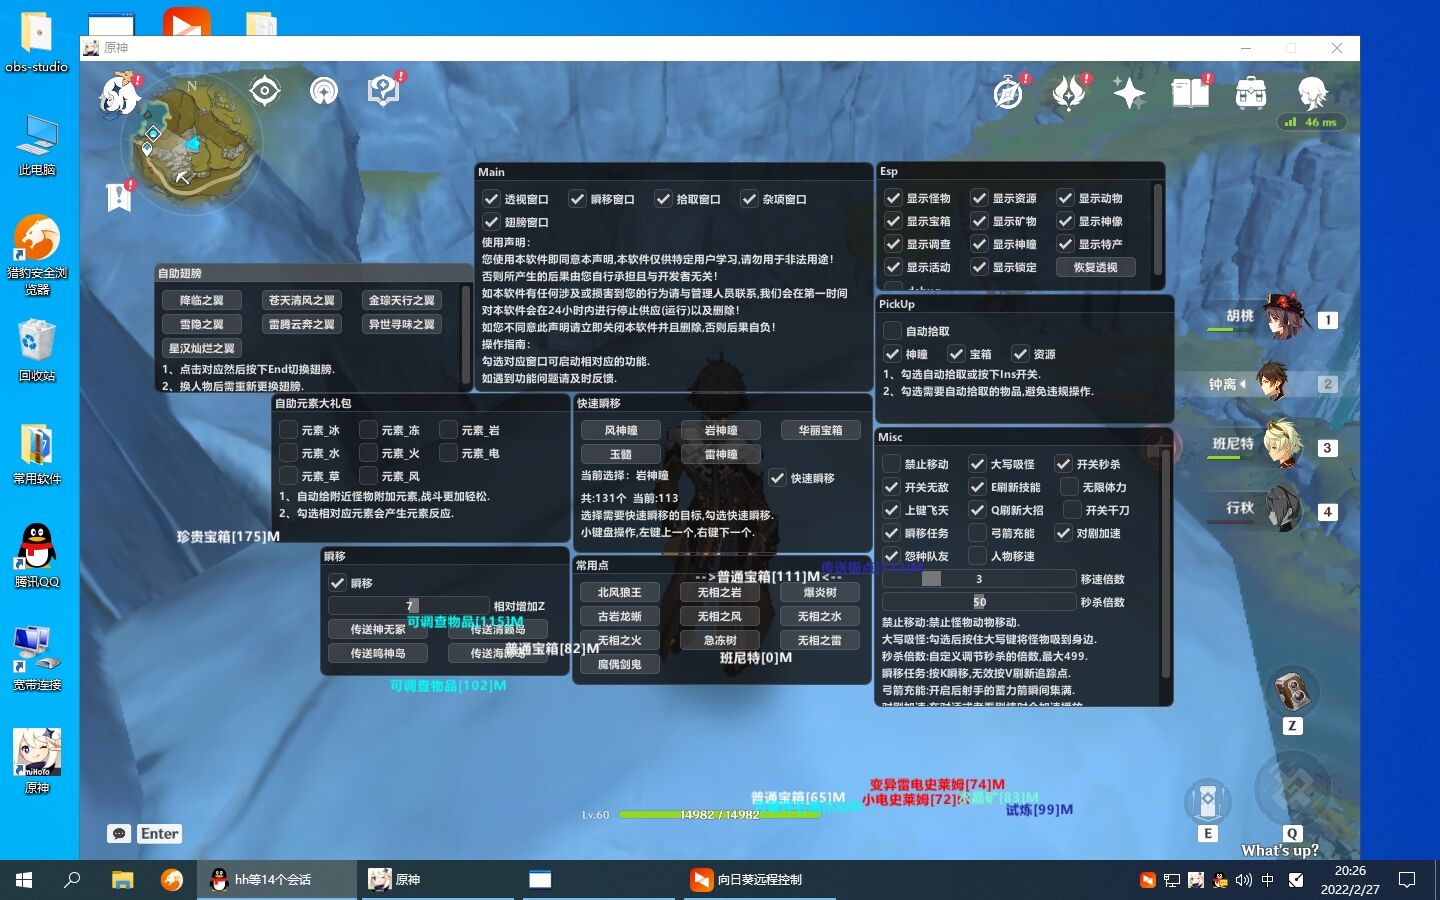 obs-studio
此电脑
猎豹安全浏
览器
回收站
常用软件
腾讯QQ
宽带连接
原神
原神
N
46 ms
Main
透视窗口
瞬移窗口
拾取窗口
杂项窗口
翅膀窗口
使用声明:
您使用本软件即同意本声明,本软件仅供特定用户学习,请勿用于非法用途!
否则所产生的后果由您自行承担且与开发者无关!
如本软件有任何涉及或损害到您的行为请与管理人员联系,我们会在第一时间
对本软件会在24小时内进行停止供应(运行)以及删除!
如您不同意此声明请立即关闭本软件并且删除,否则后果自负!
操作指南:
勾选对应窗口可启动相对应的功能.
如遇到功能问题请及时反馈.
Esp
显示怪物
显示资源
显示动物
显示宝箱
显示矿物
显示神像
显示调查
显示神瞳
显示特产
显示活动
显示锁定
恢复透视
自助翅膀
降临之翼
苍天清风之翼
金琮天行之翼
雪隐之翼
雷腾云奔之翼
异世寻味之翼
星汉灿烂之翼
1、点击对应然后按下End切换翅膀.
2、换人物后需重新更换翅膀.
PickUp
自动拾取
神瞳
宝箱
资源
1、勾选自动拾取或按下Ins开关.
2、勾选需要自动拾取的物品,避免违规操作.
胡桃
1
钟离
2
班尼特
3
行秋
4
自助元素大礼包
元素_冰
元素_冻
元素_岩
元素_水
元素_火
元素_电
元素_草
元素_风
1、自动给附近怪物附加元素,战斗更加轻松.
2、勾选相对应元素会产生元素反应.
快速瞬移
风神瞳
岩神瞳
华丽宝箱
玉髓
雷神瞳
当前选择: 岩神瞳
快速瞬移
共:131个 当前:113
选择需要快速瞬移的目标,勾选快速瞬移.
小键盘操作,左键上一个,右键下一个.
Misc
禁止移动
大写吸怪
开关秒杀
开关无敌
E刷新技能
无限体力
上键飞天
Q刷新大招
开关干刀
瞬移任务
弓箭充能
对剧加速
怨种队友
人物移速
3
移速倍数
50
秒杀倍数
禁止移动:禁止怪物动物移动.
大写吸怪:勾选后按住大写键将怪物吸到身边.
秒杀倍数:自定义调节秒杀的倍数,最大499.
瞬移任务:按K瞬移,无效按V刷新追踪点.
弓箭充能:开启后射手的蓄力箭瞬间集满.
珍贵宝箱[175]M
瞬移
瞬移
7
相对增加Z
传送神无冢
传送清籁岛
传送鸣神岛
可调查物品[115]M
普通宝箱[82]M
可调查物品[102]M
常用点
-->普通宝箱[111]M<--
北风狼王
无相之岩
爆炎树
古岩龙蜥
无相之风
无相之水
无相之火
急冻树
无相之雷
魔偶剑鬼
班尼特[0]M
普通宝箱[65]M
变异雷电史莱姆[74]M
小电史莱姆[72]
试炼[99]M
Lv.60
14982 / 14982
Z
E
Q
Enter
What's up?
hh等14个会话
原神
向日葵远程控制
中
20:26
2022/2/27